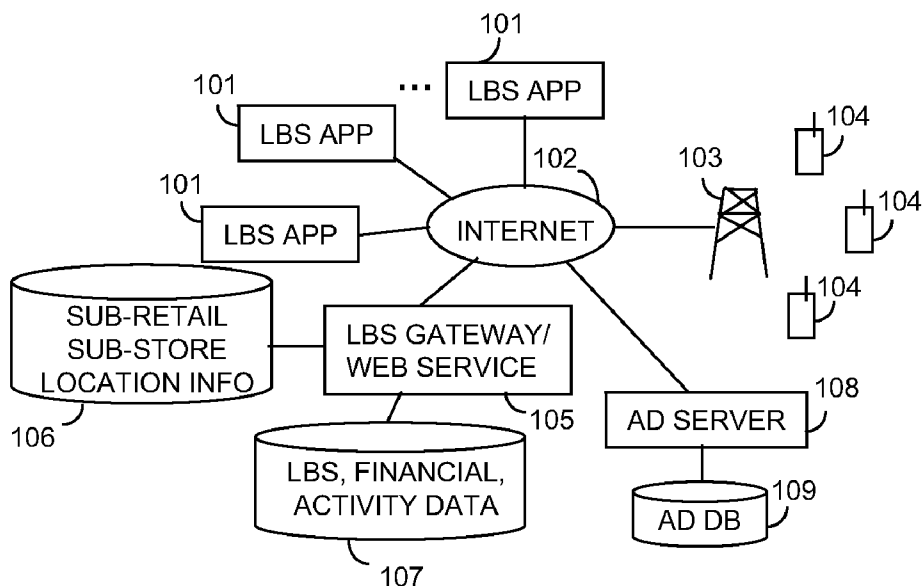 101
... LBS APP
101
LBS APP
102
103
104
101
LBS APP
INTERNET
104
104
SUB-RETAIL
SUB-STORE
LOCATION INFO
106
LBS GATEWAY/
WEB SERVICE
105
LBS, FINANCIAL,
ACTIVITY DATA
107
AD SERVER
108
AD DB
109